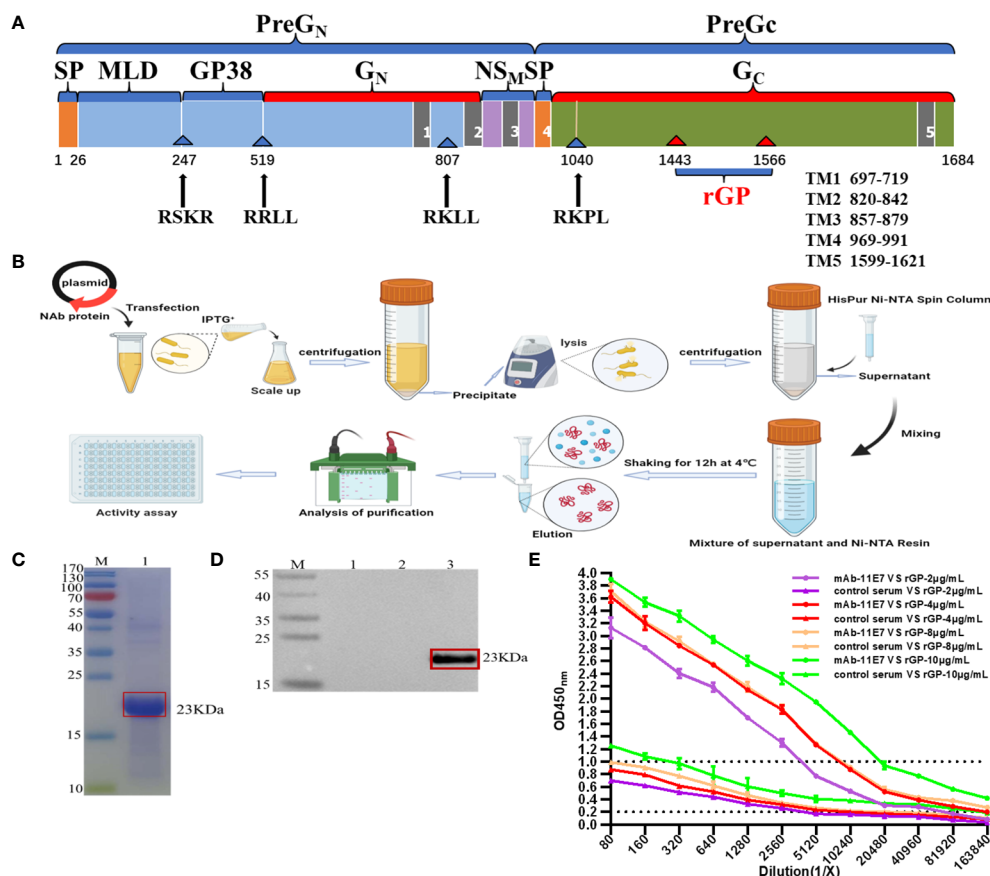 A
PreGN
PreGc
SP MLD GP38 GN NSM SP GC
1 2 3 4 5
1 26 247 519 807 1040 1443 1566 1684
RSKR RRLL RKLL RKPL
rGP
TM1 697-719
TM2 820-842
TM3 857-879
TM4 969-991
TM5 1599-1621
B
plasmid
NAb protein
Transfection
IPTG⁺
Scale up
centrifugation
Precipitate
lysis
centrifugation
HisPur Ni-NTA Spin Column
Supernatant
Mixing
Mixture of supernatant and Ni-NTA Resin
Shaking for 12h at 4℃
Elution
Analysis of purification
Activity assay
C
M 1
170
130
100
70
55
40
35
25
15
10
23KDa
D
M 1 2 3
55
40
35
25
15
23KDa
E
OD450nm
4.0
3.8
3.6
3.4
3.2
3.0
2.8
2.6
2.4
2.2
2.0
1.8
1.6
1.4
1.2
1.0
0.8
0.6
0.4
0.2
0.0
80 160 320 640 1280 2560 5120 10240 20480 40960 81920 163840
Dilution(1/X)
mAb-11E7 VS rGP-2μg/mL
control serum VS rGP-2μg/mL
mAb-11E7 VS rGP-4μg/mL
control serum VS rGP-4μg/mL
mAb-11E7 VS rGP-8μg/mL
control serum VS rGP-8μg/mL
mAb-11E7 VS rGP-10μg/mL
control serum VS rGP-10μg/mL